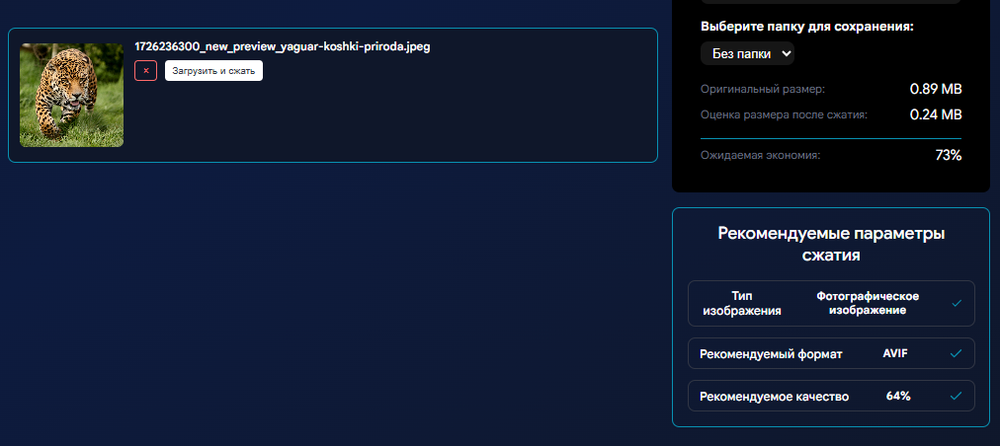 1726236300_new_preview_yaguar-koshki-priroda.jpeg
× Загрузить и сжать
Выберите папку для сохранения:
Без папки
Оригинальный размер: 0.89 MB
Оценка размера после сжатия: 0.24 MB
Ожидаемая экономия: 73%
Рекомендуемые параметры
сжатия
Тип
изображения
Фотографическое
изображение
Рекомендуемый формат AVIF
Рекомендуемое качество 64%